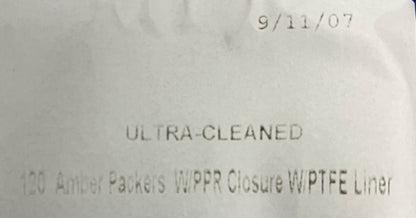 9/11/07
ULTRA-CLEANED
120 Amber Packers W/PPR Closure W/PTFE Liner